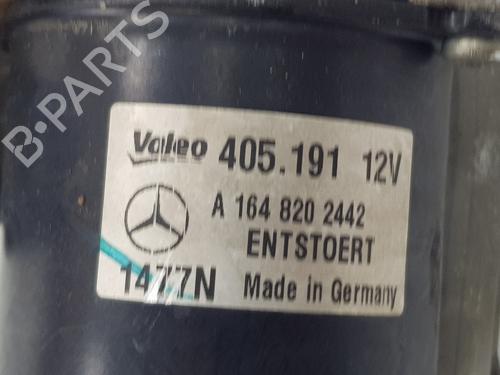 Valeo 405.191 12V
A 164 820 2442
ENTSTOERT
1477N Made in Germany
B-PARTS